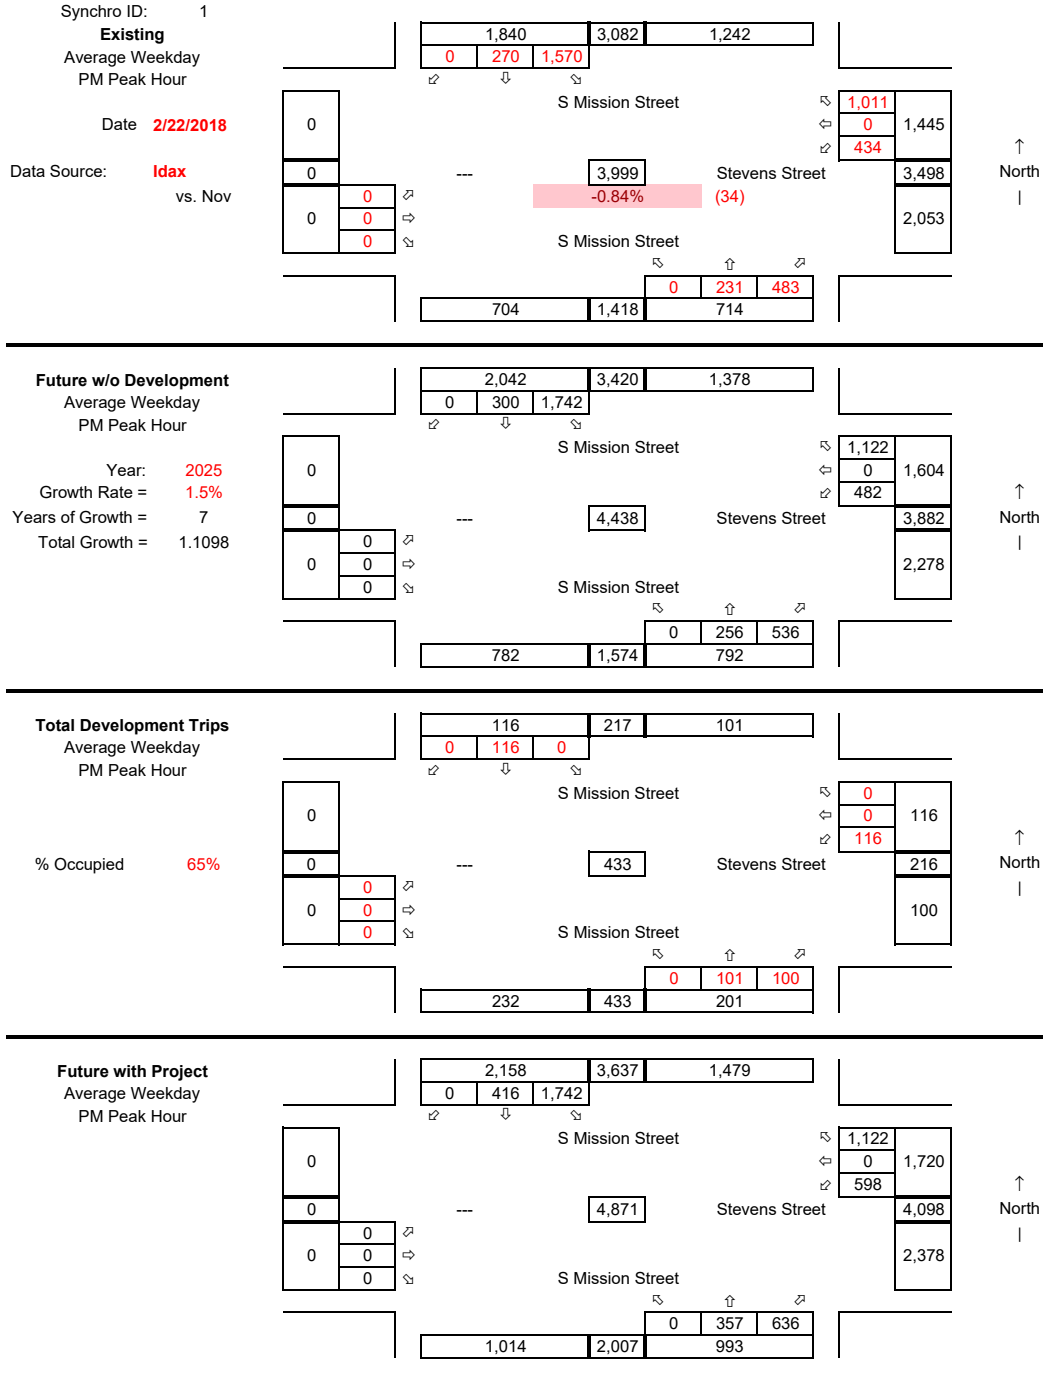 Synchro ID: 1
Existing 1,840 3,082 1,242
Average Weekday 0 270 1,570
PM Peak Hour ⬃ ⇩ ⬂
S Mission Street ⬁ 1,011
Date 2/22/2018 0 ⇦ 0 1,445
⬃ 434 ↑
Data Source: Idax 0 --- 3,999 Stevens Street 3,498 North
vs. Nov 0 ⬀ -0.84% (34) |
0 0 ⇨ 2,053
0 ⬂ S Mission Street
⬁ ⇧ ⬀
0 231 483
704 1,418 714
Future w/o Development 2,042 3,420 1,378
Average Weekday 0 300 1,742
PM Peak Hour ⬃ ⇩ ⬂
S Mission Street ⬁ 1,122
Year: 2025 0 ⇦ 0 1,604
Growth Rate = 1.5% ⬃ 482 ↑
Years of Growth = 7 0 --- 4,438 Stevens Street 3,882 North
Total Growth = 1.1098 0 ⬀ |
0 0 ⇨ 2,278
0 ⬂ S Mission Street
⬁ ⇧ ⬀
0 256 536
782 1,574 792
Total Development Trips 116 217 101
Average Weekday 0 116 0
PM Peak Hour ⬃ ⇩ ⬂
S Mission Street ⬁ 0
0 ⇦ 0 116
⬃ 116 ↑
% Occupied 65% 0 --- 433 Stevens Street 216 North
0 ⬀ |
0 0 ⇨ 100
0 ⬂ S Mission Street
⬁ ⇧ ⬀
0 101 100
232 433 201
Future with Project 2,158 3,637 1,479
Average Weekday 0 416 1,742
PM Peak Hour ⬃ ⇩ ⬂
S Mission Street ⬁ 1,122
0 ⇦ 0 1,720
⬃ 598 ↑
0 --- 4,871 Stevens Street 4,098 North
0 ⬀ |
0 0 ⇨ 2,378
0 ⬂ S Mission Street
⬁ ⇧ ⬀
0 357 636
1,014 2,007 993